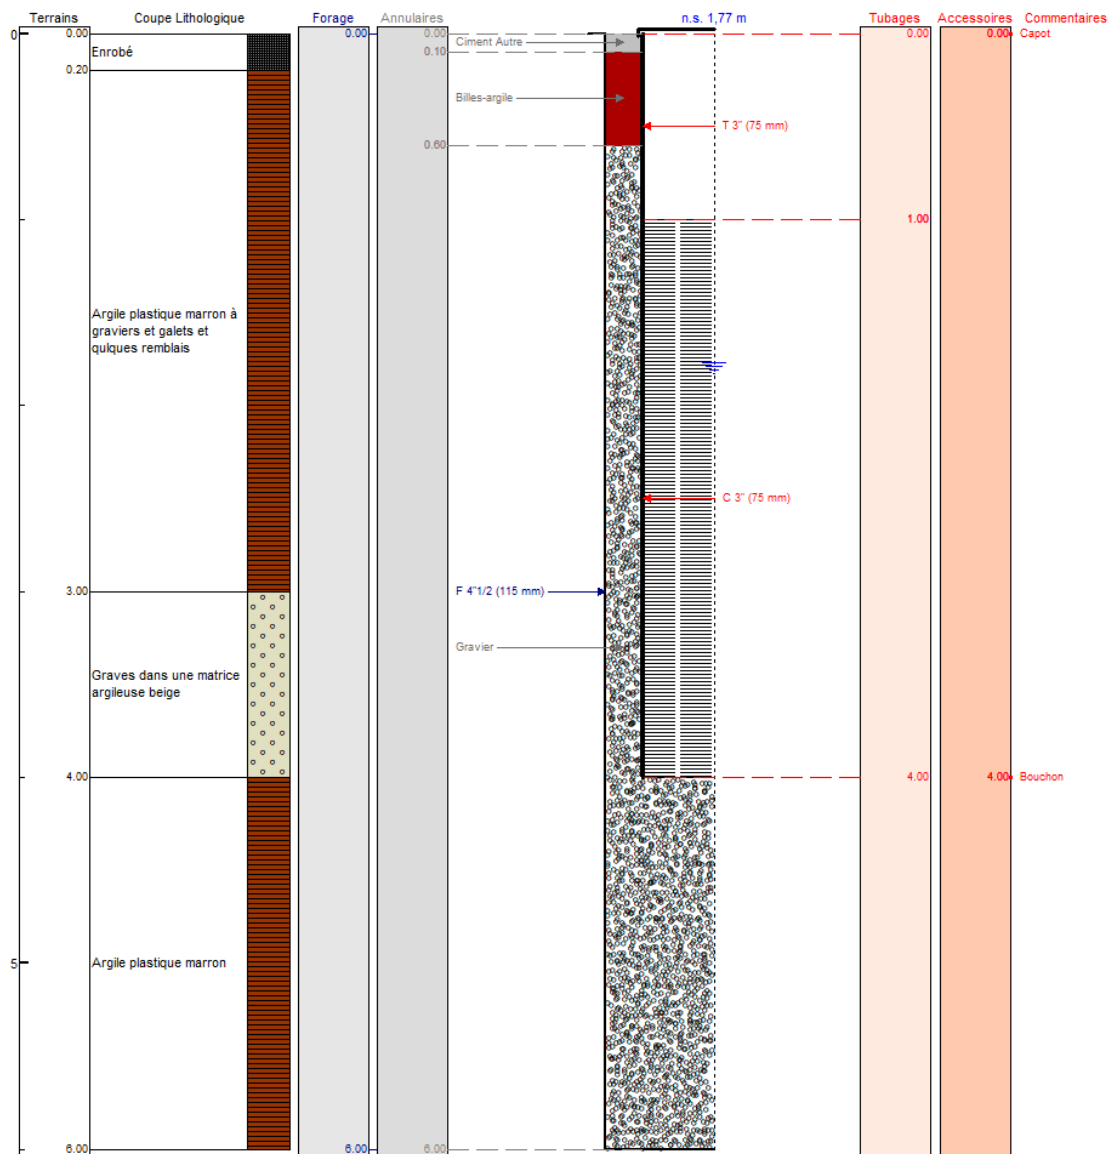 Terrains Coupe Lithologique Forage Annulaires n.s. 1,77 m Tubages Accessoires Commentaires
0 0.00 0.00 0.00 0.00 0.00 Capot
Ciment Autre
Enrobé 0.10
0.20
Billes-argile
T 3" (75 mm)
0.60
1.00
Argile plastique marron à
graviers et galets et
qulques remblais
C 3" (75 mm)
3.00 F 4"1/2 (115 mm)
Gravier
Graves dans une matrice
argileuse beige
4.00 4.00 4.00 Bouchon
5 Argile plastique marron
6.00 6.00 6.00